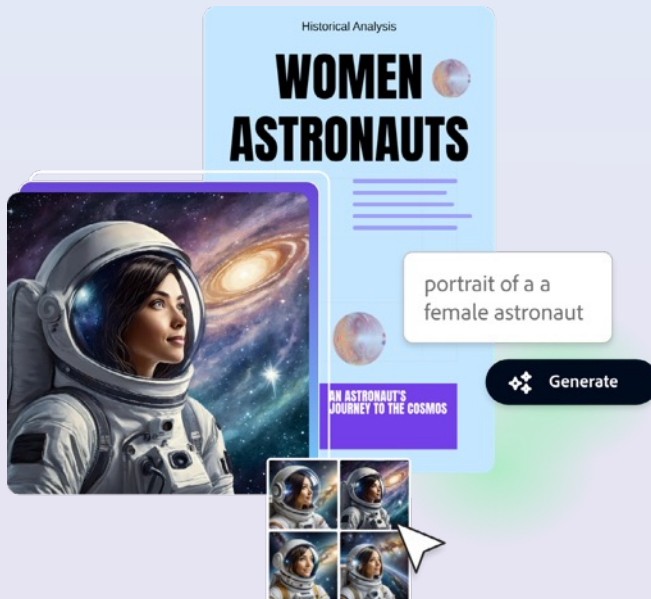 Historical Analysis
WOMEN
ASTRONAUTS
portrait of a a
female astronaut
Generate
AN ASTRONAUT'S
JOURNEY TO THE COSMOS